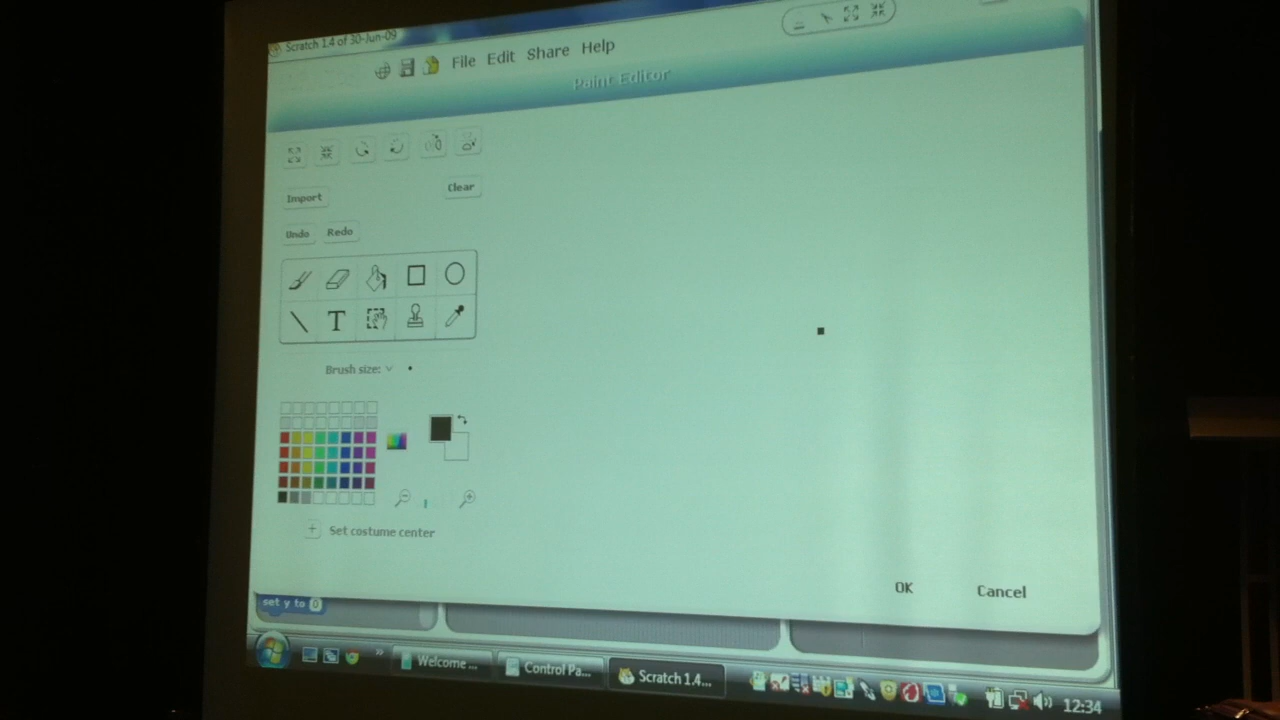 Scratch 1.4 of 30-Jun-09
File Edit Share Help
Paint Editor
Import
Clear
Undo Redo
T
Brush size:
Set costume center
OK
Cancel
set y to 0
Welcome ...
Control Pa...
Scratch 1.4...
12:34